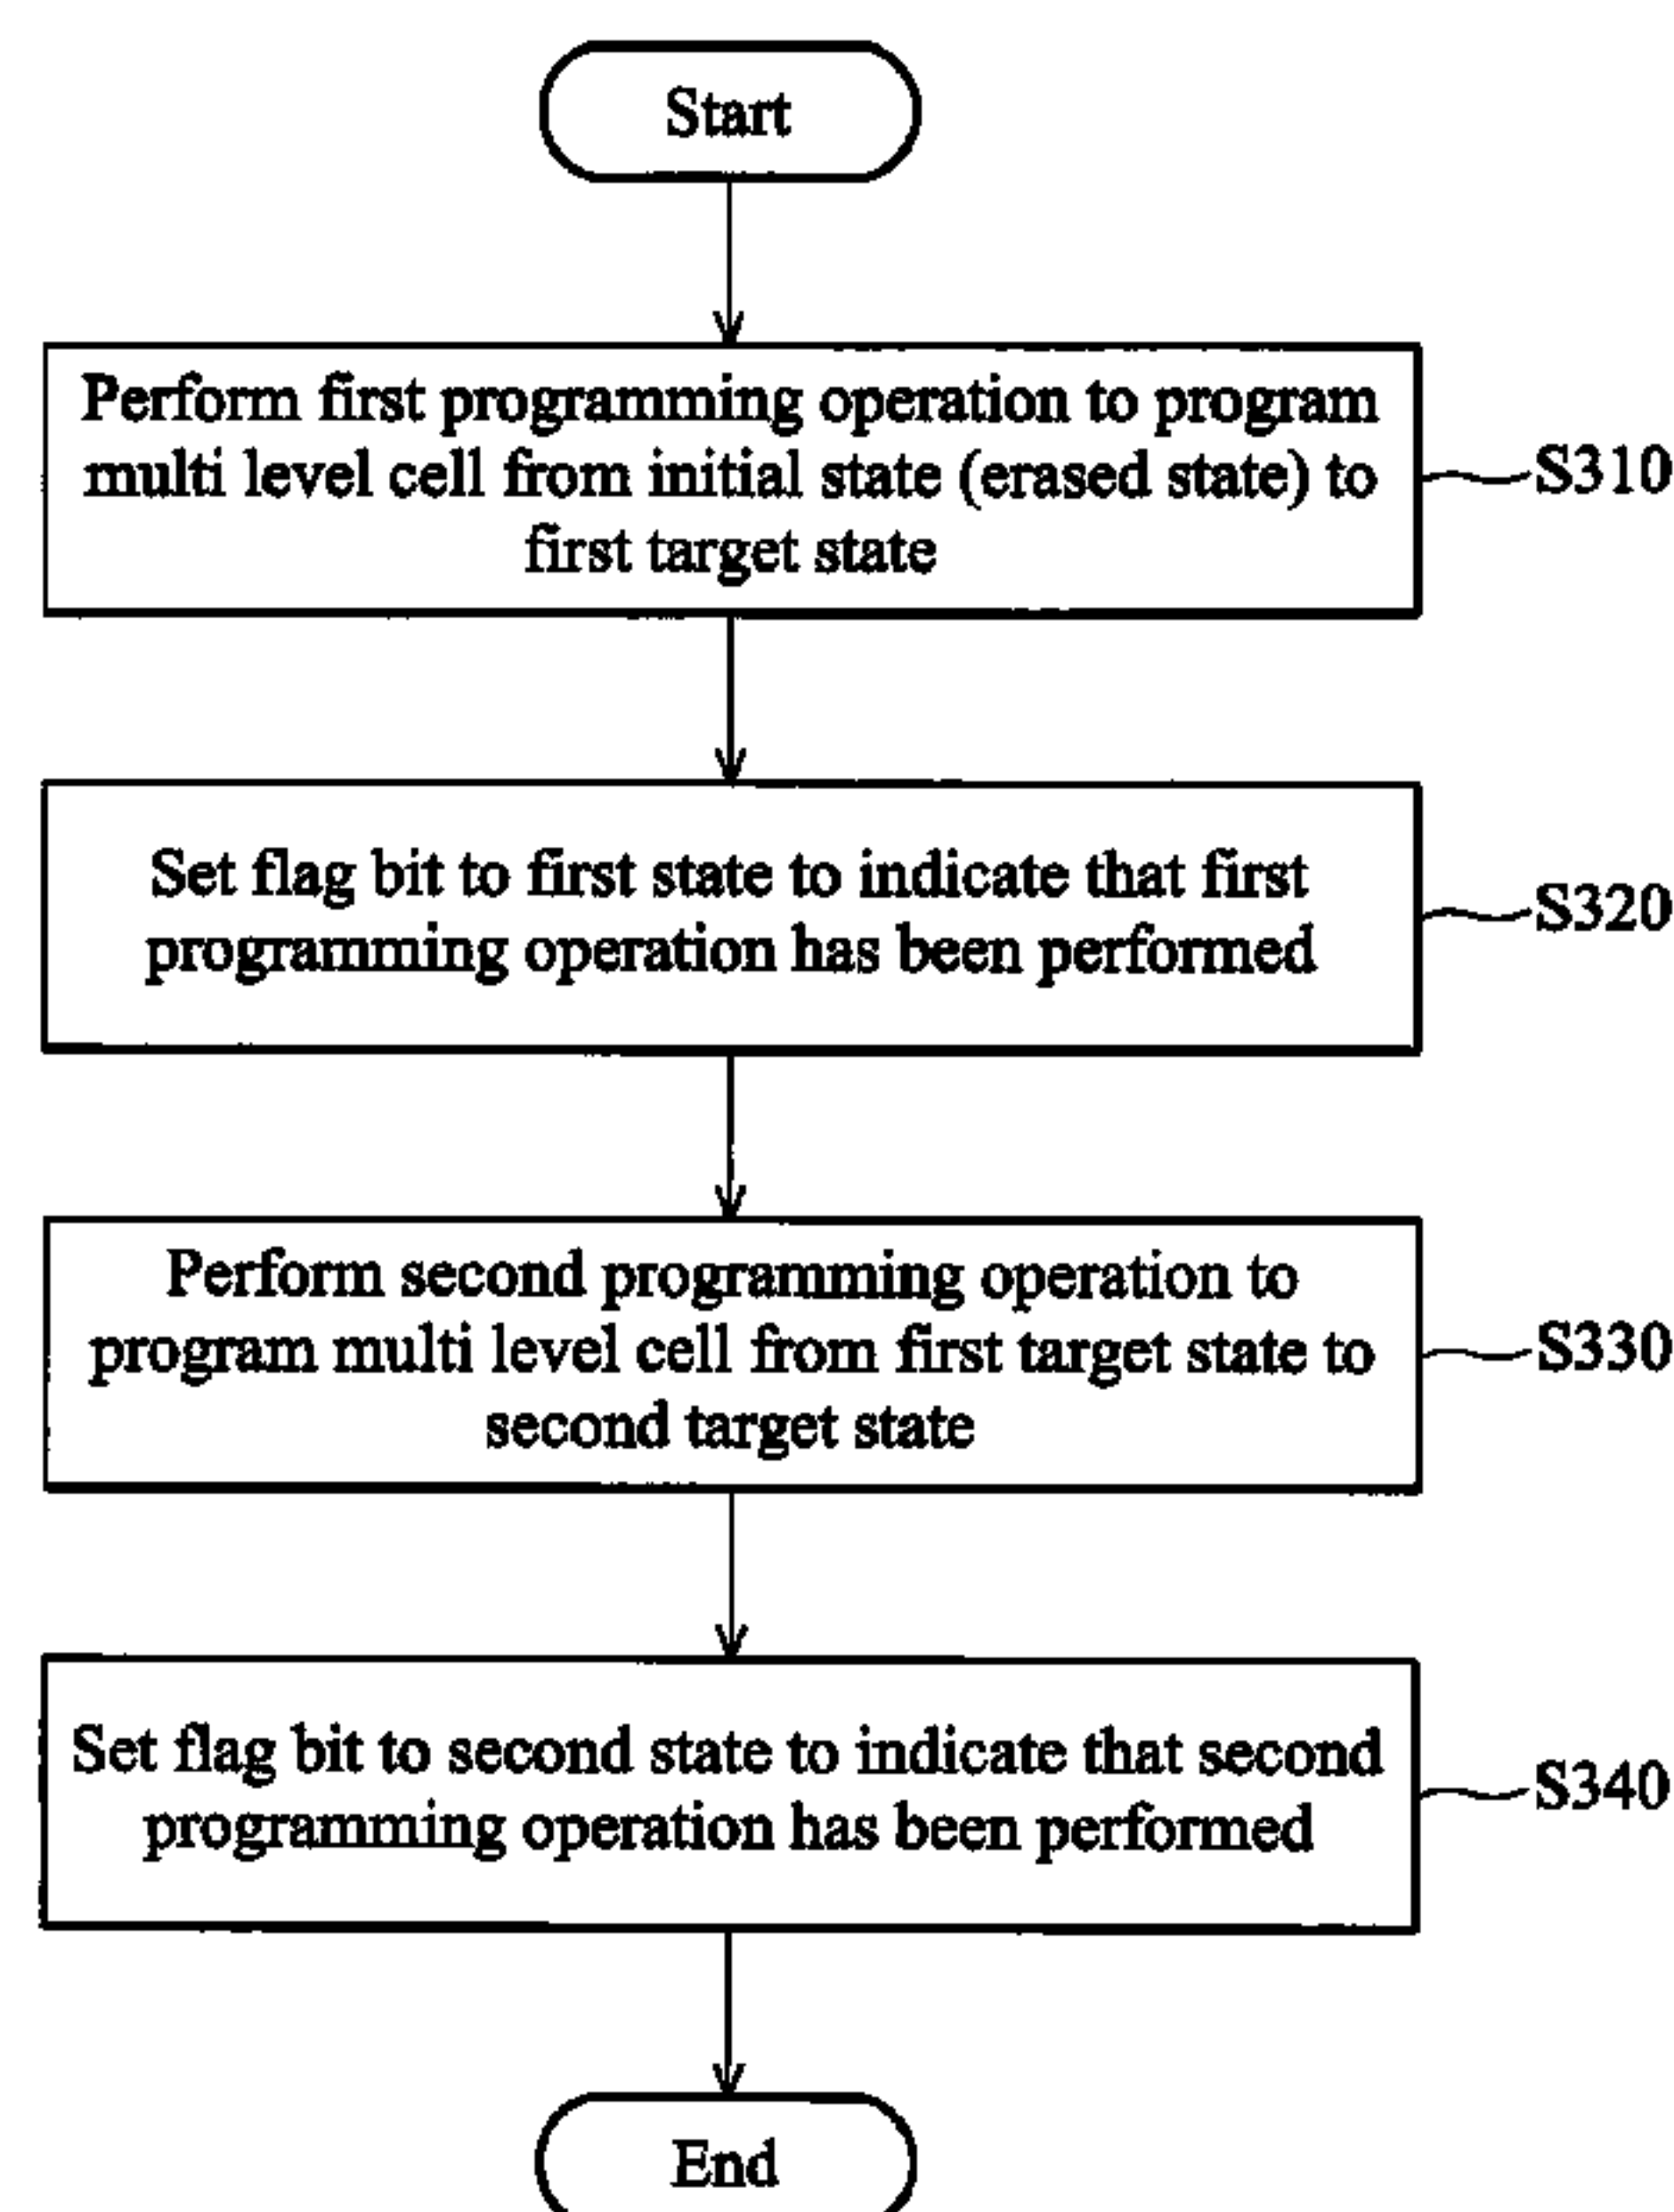 Start
Perform first programming operation to program
multi level cell from initial state (erased state) to
first target state
S310
Set flag bit to first state to indicate that first
programming operation has been performed
S320
Perform second programming operation to
program multi level cell from first target state to
second target state
S330
Set flag bit to second state to indicate that second
programming operation has been performed
S340
End